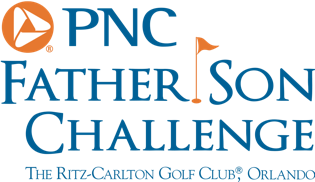 PNC
FATHER SON
CHALLENGE
THE RITZ-CARLTON GOLF CLUB®, ORLANDO